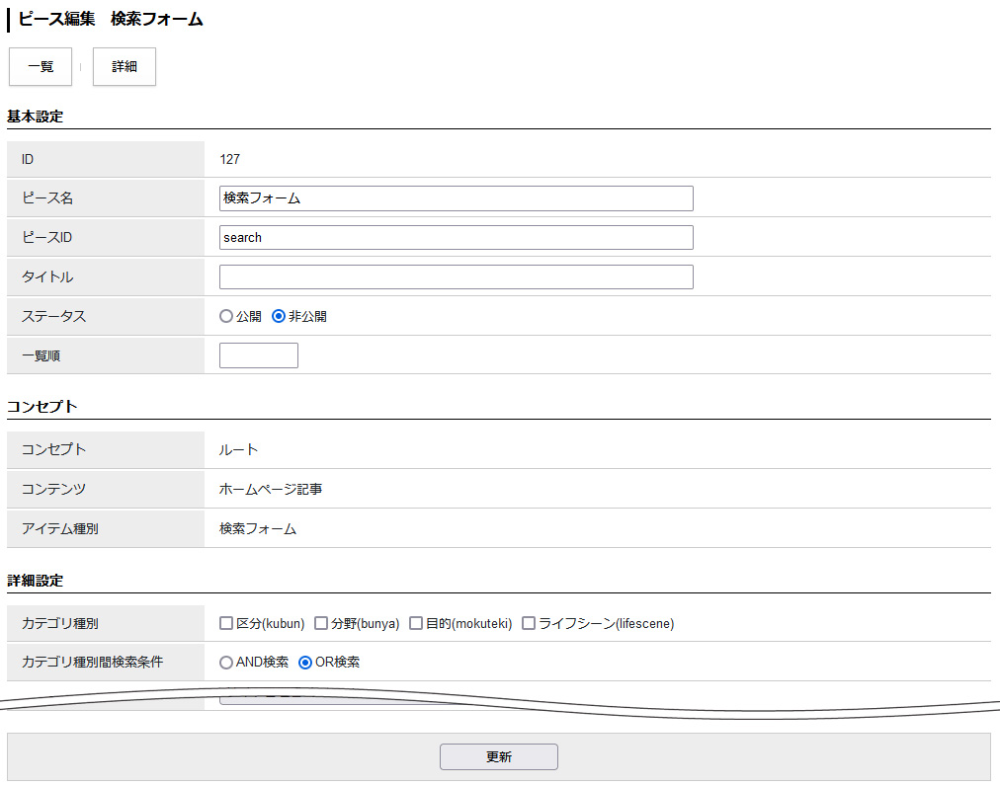 ピース編集　検索フォーム
一覧 詳細
基本設定
ID 127
ピース名 検索フォーム
ピースID search
タイトル
ステータス 公開 非公開
一覧順
コンセプト
コンセプト ルート
コンテンツ ホームページ記事
アイテム種別 検索フォーム
詳細設定
カテゴリ種別 区分(kubun) 分野(bunya) 目的(mokuteki) ライフシーン(lifescene)
カテゴリ種別間検索条件 AND検索 OR検索
更新